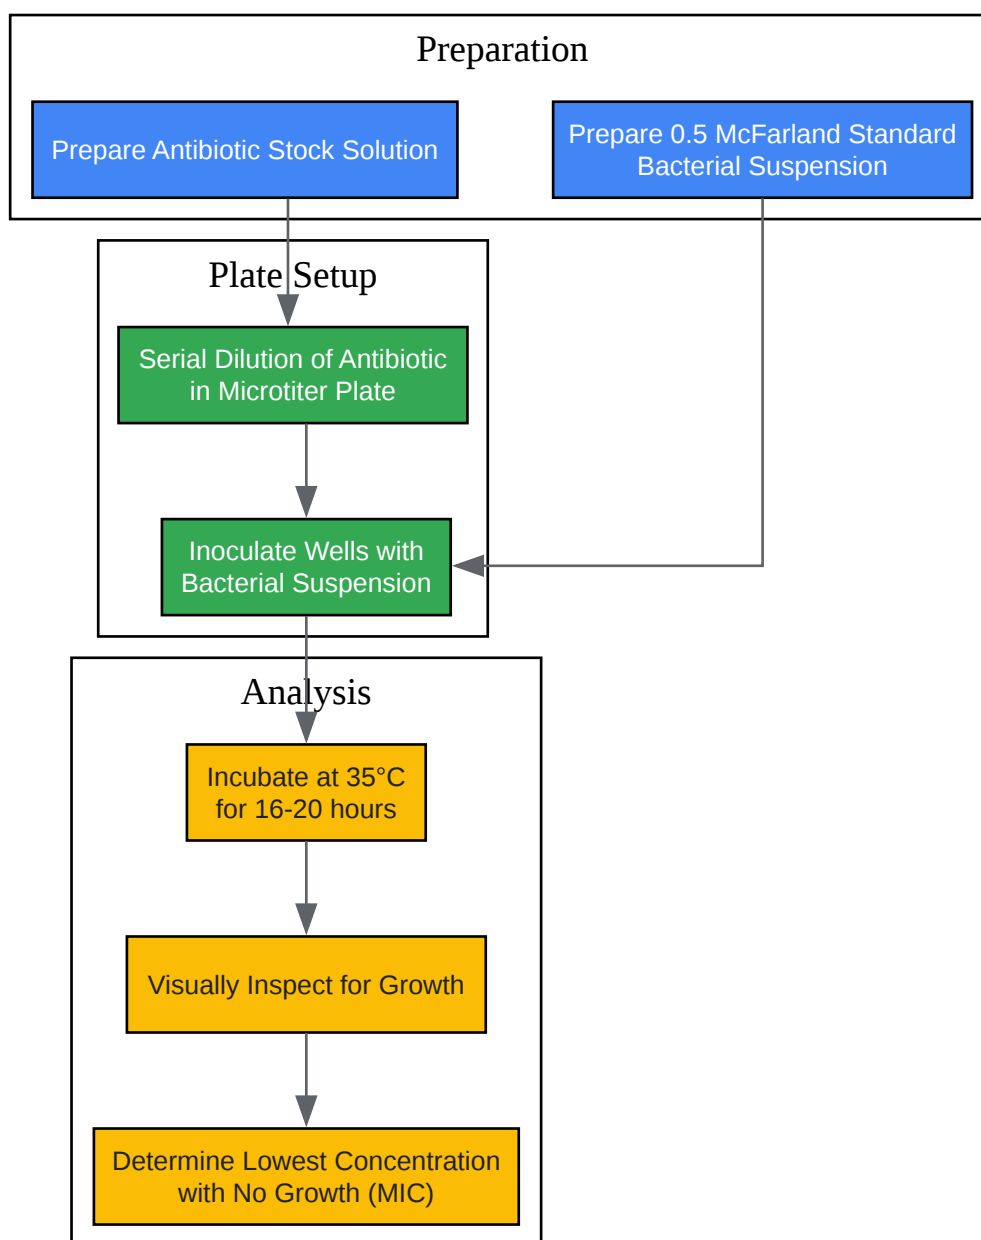 Preparation
Prepare Antibiotic Stock Solution
Prepare 0.5 McFarland Standard
Bacterial Suspension
Plate Setup
Serial Dilution of Antibiotic
in Microtiter Plate
Inoculate Wells with
Bacterial Suspension
Analysis
Incubate at 35°C
for 16-20 hours
Visually Inspect for Growth
Determine Lowest Concentration
with No Growth (MIC)